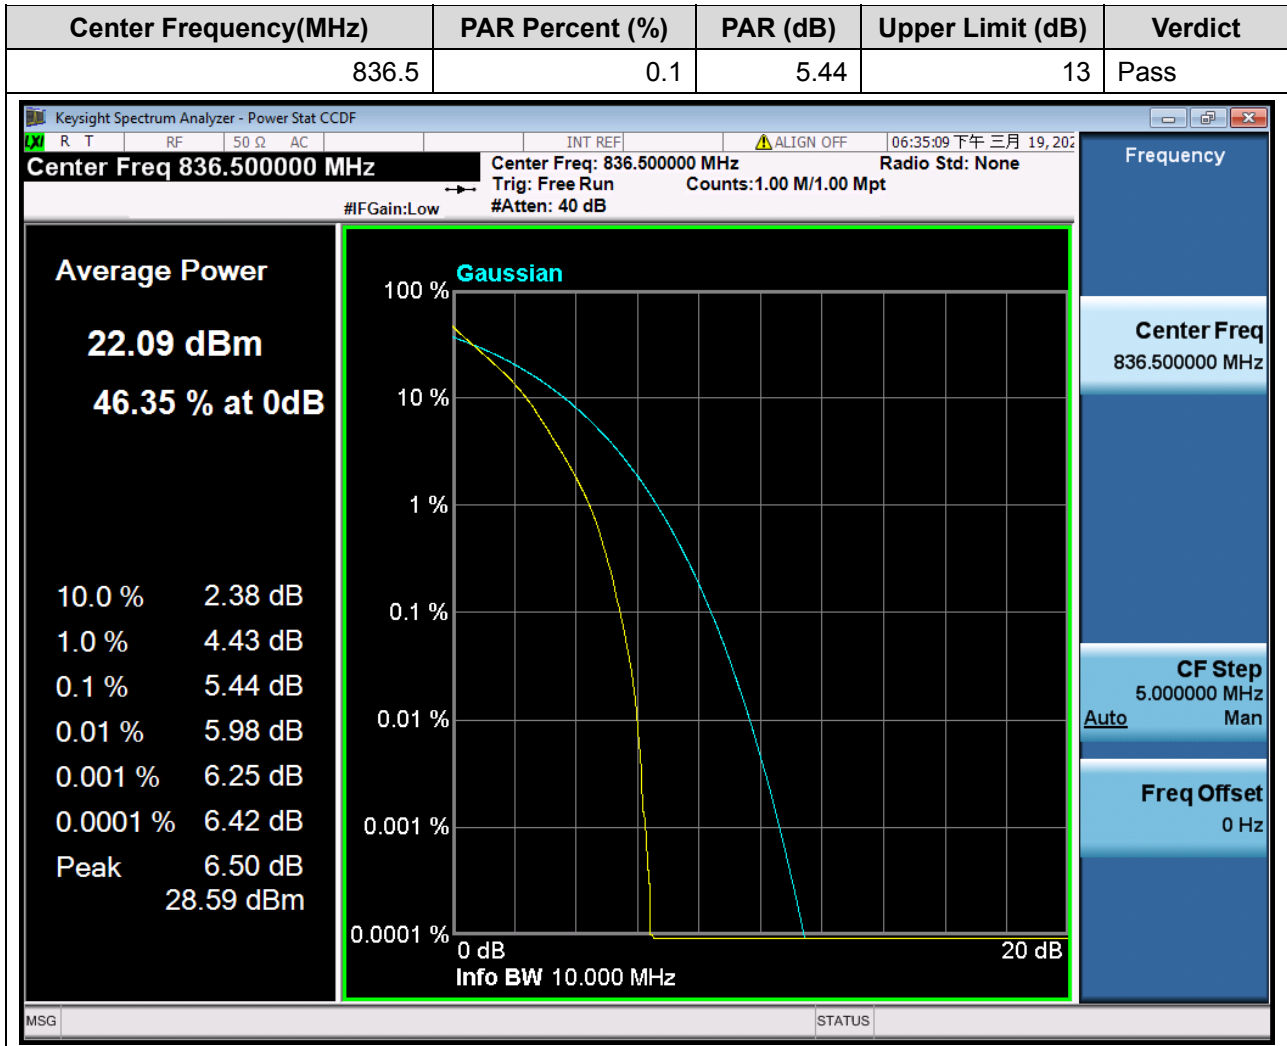 Center Frequency(MHz) PAR Percent (%) PAR (dB) Upper Limit (dB) Verdict
836.5 0.1 5.44 13 Pass
Keysight Spectrum Analyzer - Power Stat CCDF
LXI R T RF 50 Ω AC INT REF ALIGN OFF 06:35:09 下午 三月 19, 202
Center Freq 836.500000 MHz
Center Freq: 836.500000 MHz Radio Std: None
Trig: Free Run Counts:1.00 M/1.00 Mpt
#IFGain:Low #Atten: 40 dB
Average Power
22.09 dBm
46.35 % at 0dB
10.0 % 2.38 dB
1.0 % 4.43 dB
0.1 % 5.44 dB
0.01 % 5.98 dB
0.001 % 6.25 dB
0.0001 % 6.42 dB
Peak 6.50 dB
28.59 dBm
Gaussian
100 %
10 %
1 %
0.1 %
0.01 %
0.001 %
0.0001 %
0 dB 20 dB
Info BW 10.000 MHz
Frequency
Center Freq
836.500000 MHz
CF Step
5.000000 MHz
Auto Man
Freq Offset
0 Hz
MSG STATUS